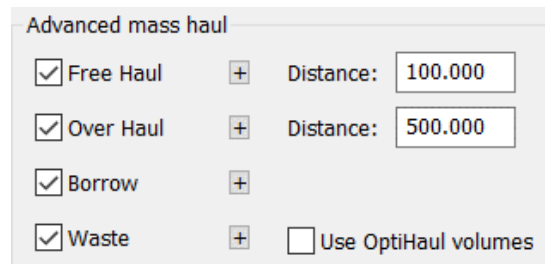 Advanced mass haul
Free Haul + Distance: 100.000
Over Haul + Distance: 500.000
Borrow +
Waste + Use OptiHaul volumes